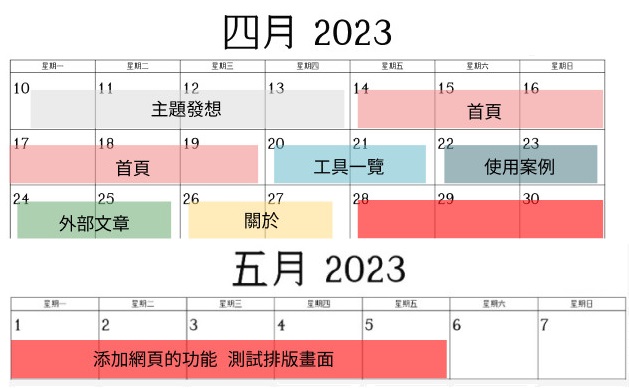 四月 2023
星期一 星期二 星期三 星期四 星期五 星期六 星期日
10 11 12 13 14 15 16
主題發想 首頁
17 18 19 20 21 22 23
首頁 工具一覽 使用案例
24 25 26 27 28 29 30
外部文章 關於
五月 2023
星期一 星期二 星期三 星期四 星期五 星期六 星期日
1 2 3 4 5 6 7
添加網頁的功能 測試排版畫面